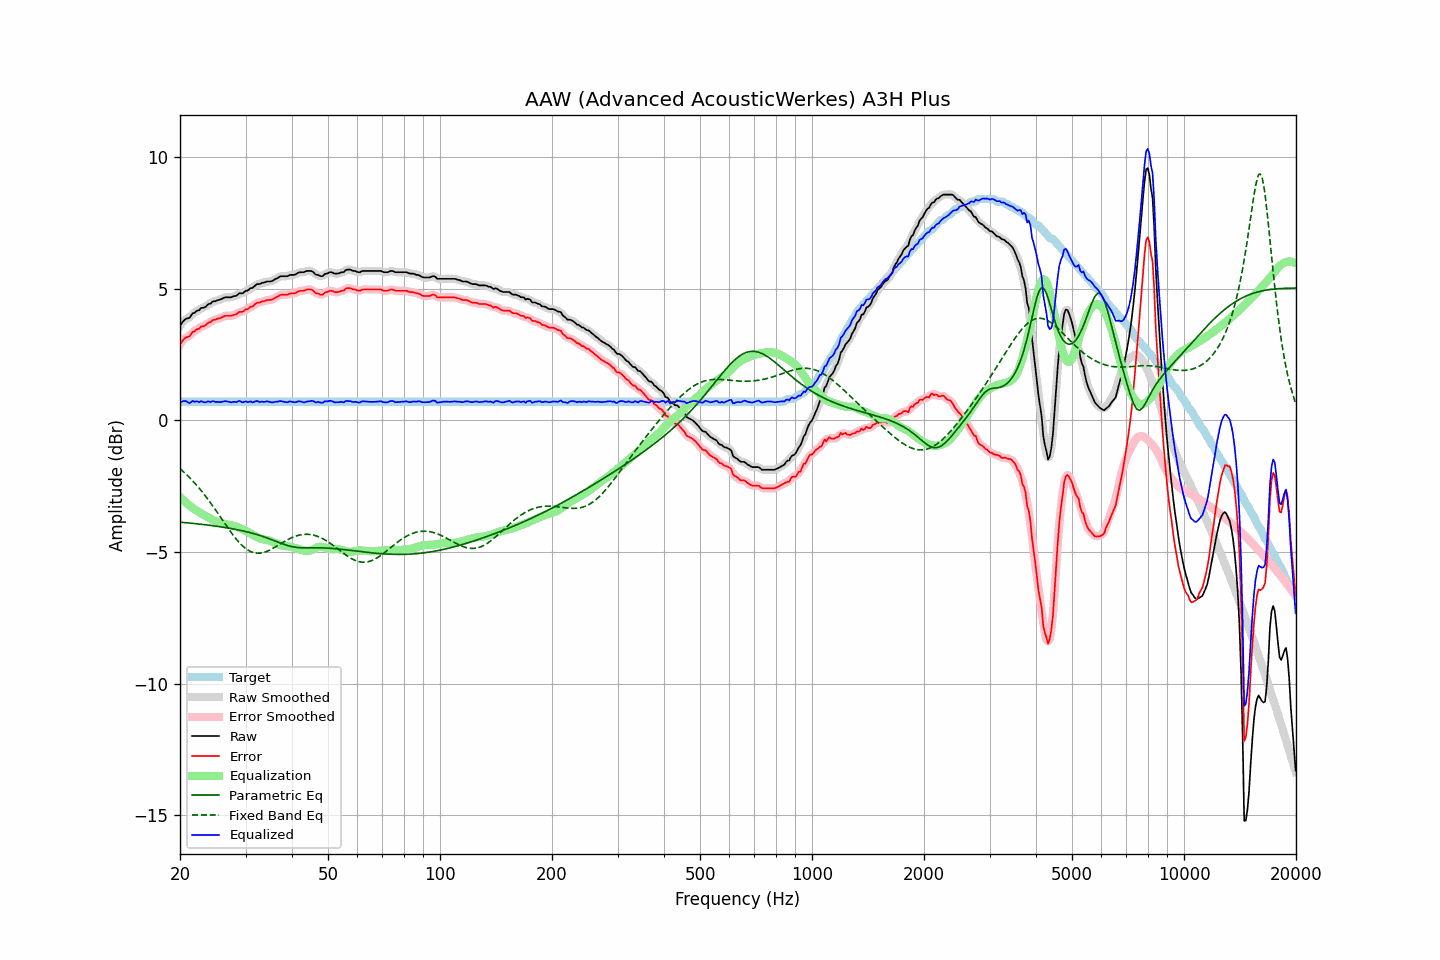 AAW (Advanced AcousticWerkes) A3H Plus
10
5
0
−5
−10
−15
Amplitude (dBr)
Target
Raw Smoothed
Error Smoothed
Raw
Error
Equalization
Parametric Eq
Fixed Band Eq
Equalized
20
50
100
200
500
1000
2000
5000
10000
20000
Frequency (Hz)